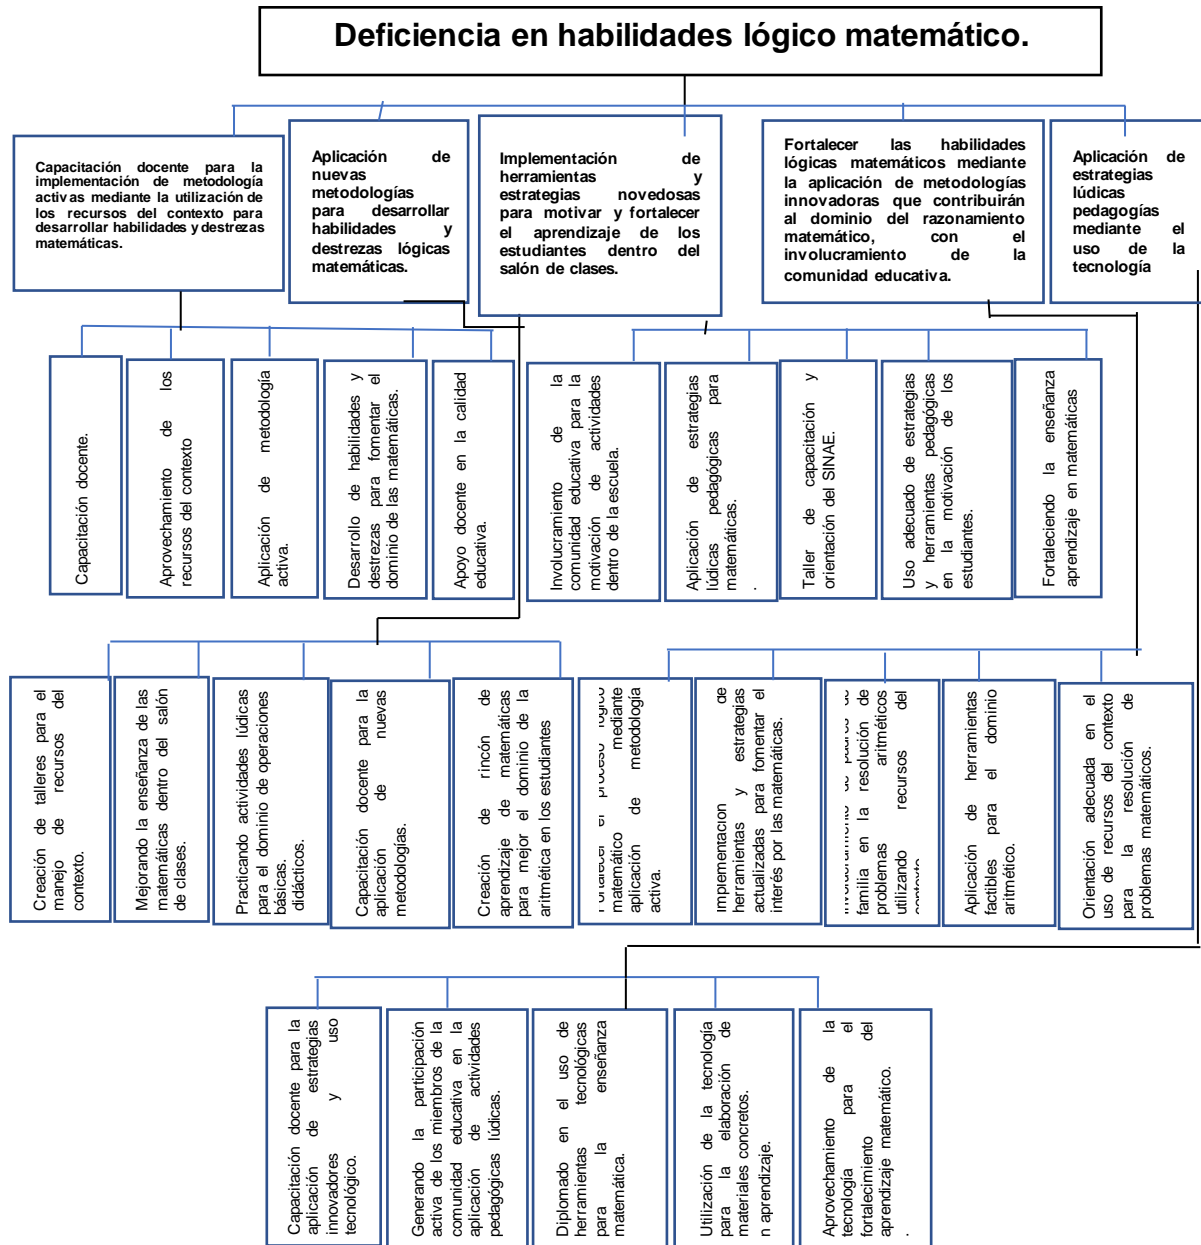 Deficiencia en habilidades lógico matemático.
Capacitación docente para la
implementación de metodología
activas mediante la utilización de
los recursos del contexto para
desarrollar habilidades y destrezas
matemáticas.
Aplicación de
nuevas
metodologías
para desarrollar
habilidades y
destrezas lógicas
matemáticas.
Implementación de
herramientas y
estrategias novedosas
para motivar y fortalecer
el aprendizaje de los
estudiantes dentro del
salón de clases.
Fortalecer las habilidades
lógicas matemáticos mediante
la aplicación de metodologías
innovadoras que contribuirán
al dominio del razonamiento
matemático, con el
involucramiento de la
comunidad educativa.
Aplicación de
estrategias
lúdicas
pedagogías
mediante el
uso de la
tecnología
Capacitación docente.
Aprovechamiento de los
recursos del contexto
Aplicación de metodología
activa.
Desarrollo de habilidades y
destrezas para fomentar el
dominio de las matemáticas.
Apoyo docente en la calidad
educativa.
Involucramiento de la
comunidad educativa para la
motivación de actividades
dentro de la escuela.
Aplicación de estrategias
lúdicas pedagógicas para
matemáticas.
.
Taller de capacitación y
orientación del SINAE.
Uso adecuado de estrategias
y herramientas pedagógicas
en la motivación de los
estudiantes.
Fortaleciendo la enseñanza
aprendizaje en matemáticas
Creación de talleres para el
manejo de recursos del
contexto.
Mejorando la enseñanza de las
matemáticas dentro del salón
de clases.
Practicando actividades lúdicas
para el dominio de operaciones
básicas.
didácticos.
Capacitación docente para la
aplicación de nuevas
metodologías.
Creación de rincón de
aprendizaje de matemáticas
para mejor el dominio de la
aritmética en los estudiantes
Fortalecer el proceso lógico
matemático mediante
aplicación de metodología
activa.
Implementacion de
herramientas y estrategias
actualizadas para fomentar el
interés por las matemáticas.
Involucramiento de padres de
familia en la resolución de
problemas aritméticos
utilizando recursos del
contexto
Aplicación de herramientas
factibles para el dominio
aritmético.
Orientación adecuada en el
uso de recursos del contexto
para la resolución de
problemas matemáticos.
Capacitación docente para la
aplicación de estrategias
innovadores y uso
tecnológico.
Generando la participación
activa de los miembros de la
comunidad educativa en la
aplicación de actividades
pedagógicas lúdicas.
Diplomado en el uso de
herramientas tecnológicas
para la enseñanza
matemática.
Utilización de la tecnología
para la elaboración de
materiales concretos.
n aprendizaje.
Aprovechamiento de la
tecnología para el
fortalecimiento del
aprendizaje matemático.
.